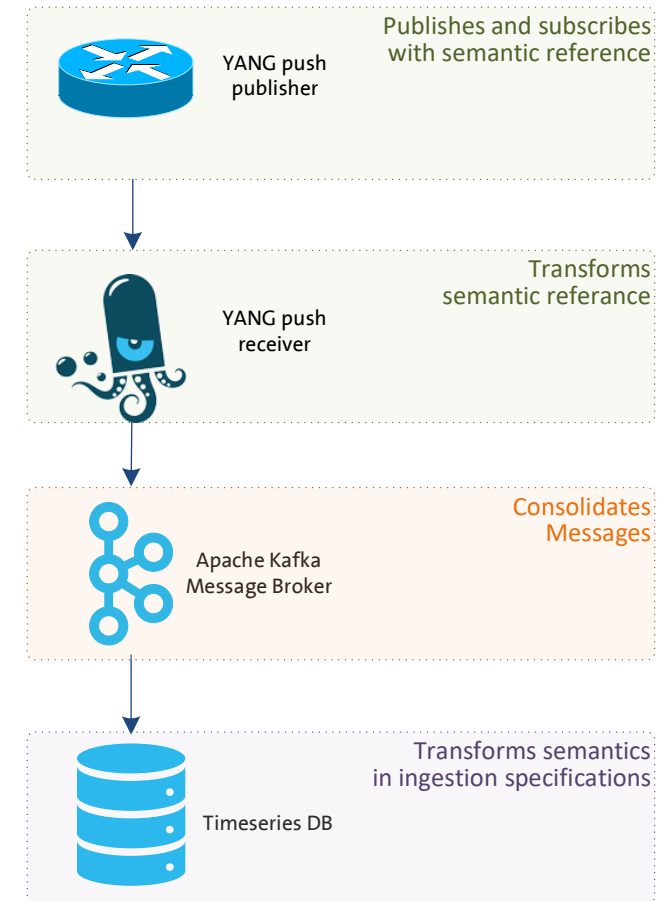 Publishes and subscribes
with semantic reference
YANG push
publisher
Transforms
semantic referance
YANG push
receiver
Consolidates
Messages
Apache Kafka
Message Broker
Transforms semantics
in ingestion specifications
Timeseries DB